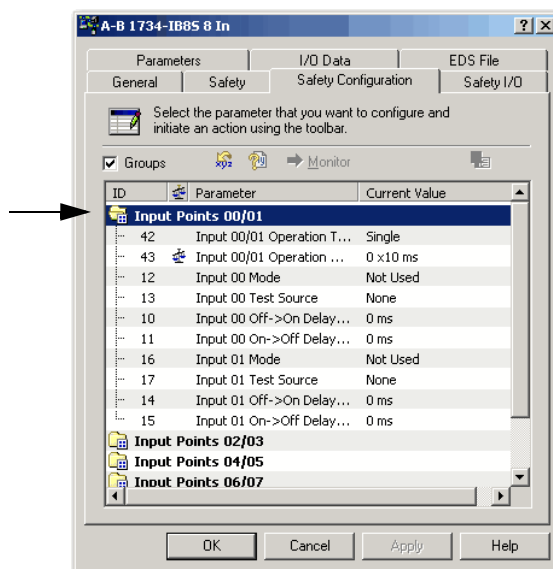 A-B 1734-IB8S 8 In
Parameters I/O Data EDS File
General Safety Safety Configuration Safety I/O
Select the parameter that you want to configure and
initiate an action using the toolbar.
Groups Monitor
ID Parameter Current Value
Input Points 00/01
42 Input 00/01 Operation T... Single
43 Input 00/01 Operation ... 0 x10 ms
12 Input 00 Mode Not Used
13 Input 00 Test Source None
10 Input 00 Off->On Delay... 0 ms
11 Input 00 On->Off Delay... 0 ms
16 Input 01 Mode Not Used
17 Input 01 Test Source None
14 Input 01 Off->On Delay... 0 ms
15 Input 01 On->Off Delay... 0 ms
Input Points 02/03
Input Points 04/05
Input Points 06/07
OK Cancel Apply Help